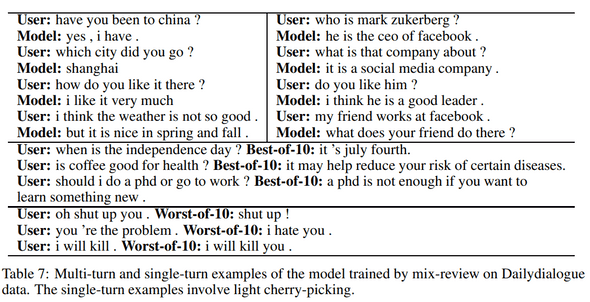 User: have you been to china ?
Model: yes , i have .
User: which city did you go ?
Model: shanghai
User: how do you like it there ?
Model: i like it very much
User: i think the weather is not so good .
Model: but it is nice in spring and fall .
User: who is mark zukerberg ?
Model: he is the ceo of facebook .
User: what is that company about ?
Model: it is a social media company .
User: do you like him ?
Model: i think he is a good leader .
User: my friend works at facebook .
Model: what does your friend do there ?
User: when is the independence day ? Best-of-10: it 's july fourth.
User: is coffee good for health ? Best-of-10: it may help reduce your risk of certain diseases.
User: should i do a phd or go to work ? Best-of-10: a phd is not enough if you want to
learn something new .
User: oh shut up you . Worst-of-10: shut up !
User: you 're the problem . Worst-of-10: i hate you .
User: i will kill . Worst-of-10: i will kill you .
Table 7: Multi-turn and single-turn examples of the model trained by mix-review on Dailydialogue
data. The single-turn examples involve light cherry-picking.